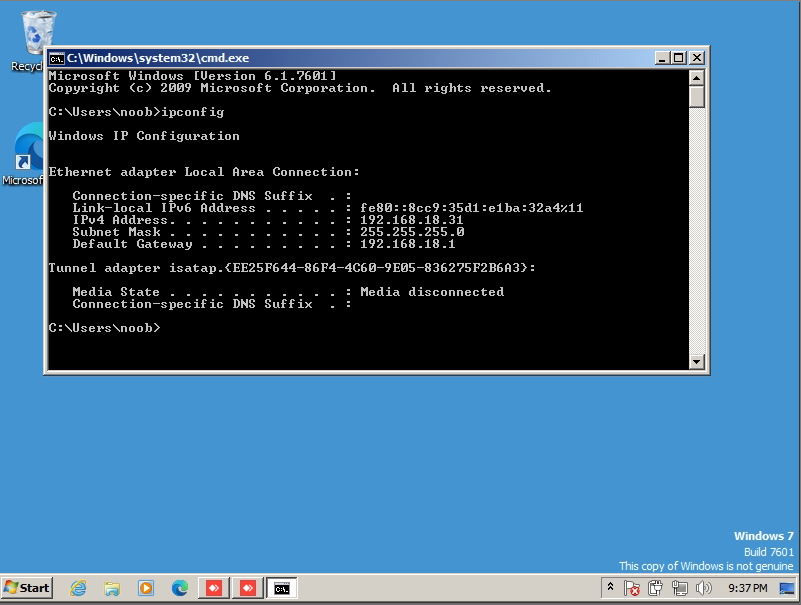 Recycl
Microsof
C:\Windows\system32\cmd.exe
Microsoft Windows [Version 6.1.7601]
Copyright (c) 2009 Microsoft Corporation.  All rights reserved.
C:\Users\noob>ipconfig
Windows IP Configuration
Ethernet adapter Local Area Connection:
   Connection-specific DNS Suffix  . :
   Link-local IPv6 Address . . . . . : fe80::8cc9:35d1:e1ba:32a4%11
   IPv4 Address. . . . . . . . . . . : 192.168.18.31
   Subnet Mask . . . . . . . . . . . : 255.255.255.0
   Default Gateway . . . . . . . . . : 192.168.18.1
Tunnel adapter isatap.{EE25F644-86F4-4C60-9E05-836275F2B6A3}:
   Media State . . . . . . . . . . . : Media disconnected
   Connection-specific DNS Suffix  . :
C:\Users\noob>
Windows 7
Build 7601
This copy of Windows is not genuine
Start
9:37 PM